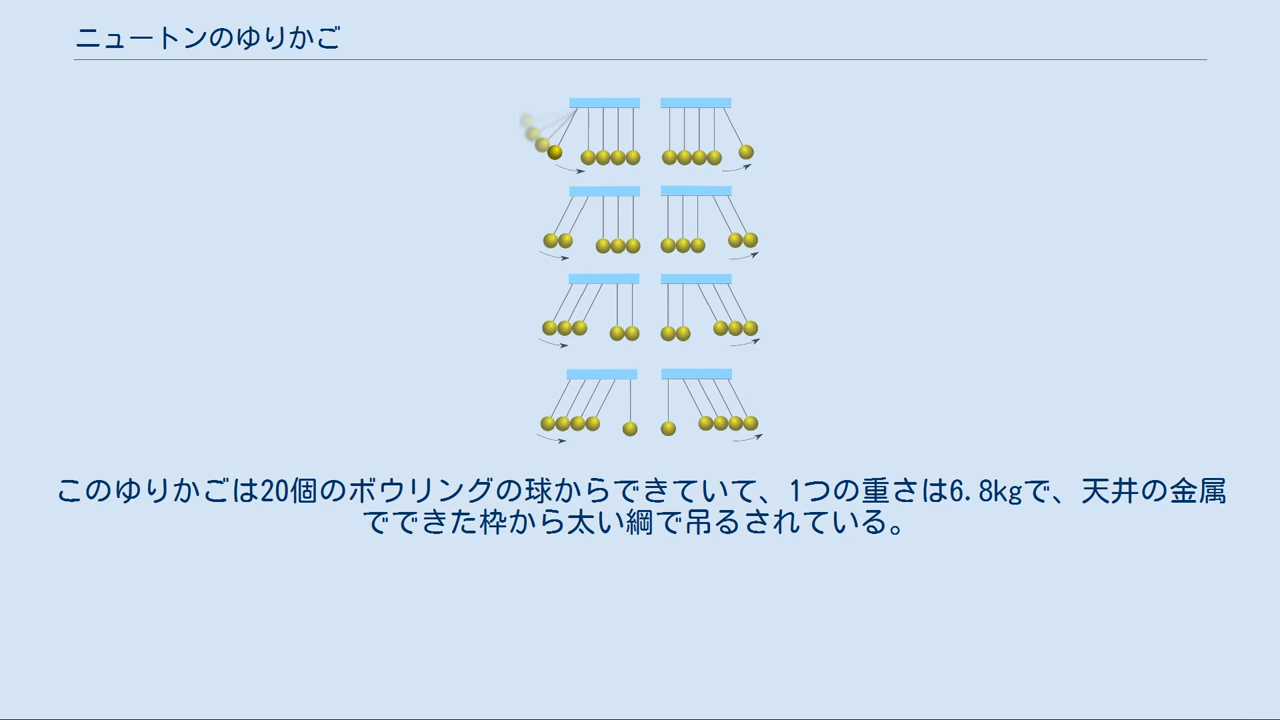 ニュートンのゆりかご
このゆりかごは20個のボウリングの球からできていて、1つの重さは6.8kgで、天井の金属
でできた枠から太い綱で吊るされている。